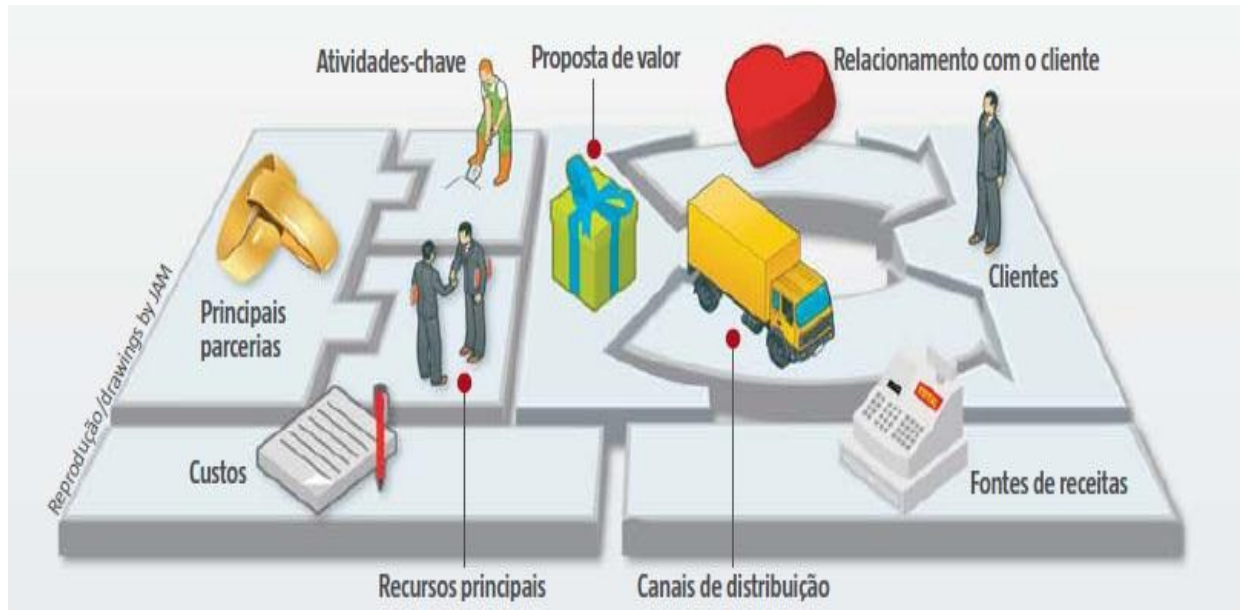 Atividades-chave
Proposta de valor
Relacionamento com o cliente
Principais
parcerias
Clientes
Custos
TOTAL
Fontes de receitas
Recursos principais
Canais de distribuição
Reprodução/drawings by JAM